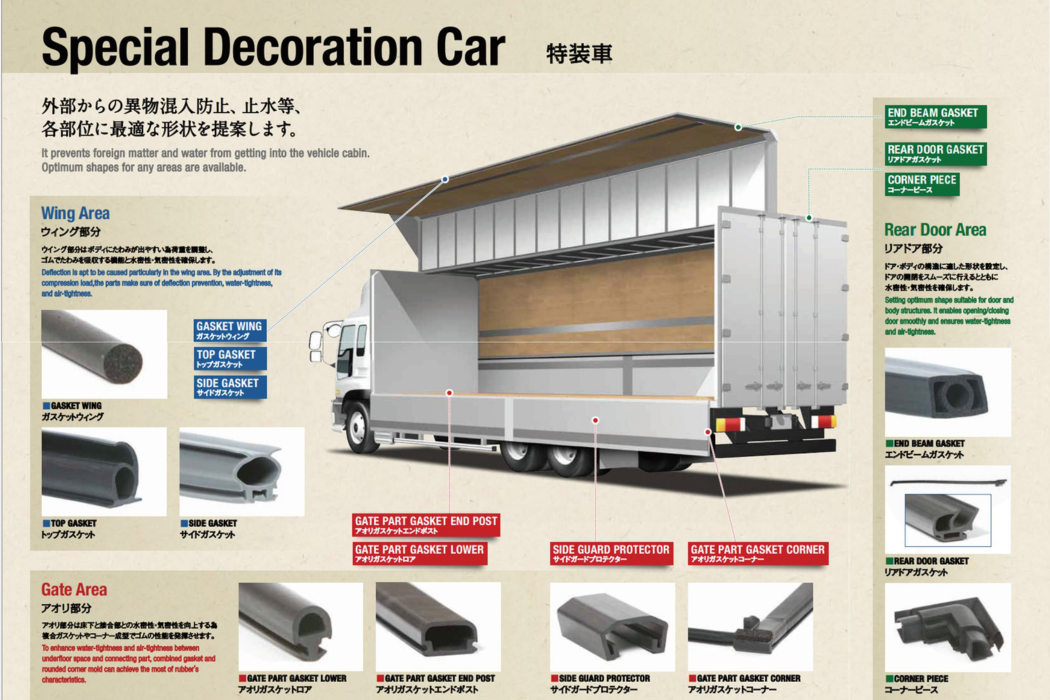 Special Decoration Car 特装車
外部からの異物混入防止、止水等、
各部位に最適な形状を提案します。
It prevents foreign matter and water from getting into the vehicle cabin.
Optimum shapes for any areas are available.
Wing Area
ウィング部分
ウイング部分はボディにたわみが出やすい為荷重を調整し、
ゴムでたわみを吸収する機能と水密性・気密性を確保します。
Deflection is apt to be caused particularly in the wing area. By the adjustment of its
compression load,the parts make sure of deflection prevention, water-tightness,
and air-tightness.
GASKET WING
ガスケットウィング
TOP GASKET
トップガスケット
SIDE GASKET
サイドガスケット
■GASKET WING
ガスケットウィング
■TOP GASKET
トップガスケット
■SIDE GASKET
サイドガスケット
END BEAM GASKET
エンドビームガスケット
REAR DOOR GASKET
リアドアガスケット
CORNER PIECE
コーナーピース
Rear Door Area
リアドア部分
ドア・ボディの構造に適した形状を設定し、
ドアの開閉をスムーズに行えるとともに
水密性・気密性を確保します。
Setting optimum shape suitable for door and
body structures. It enables opening/closing
door smoothly and ensures water-tightness
and air-tightness.
■END BEAM GASKET
エンドビームガスケット
■REAR DOOR GASKET
リアドアガスケット
■CORNER PIECE
コーナーピース
GATE PART GASKET END POST
アオリガスケットエンドポスト
GATE PART GASKET LOWER
アオリガスケットロア
SIDE GUARD PROTECTOR
サイドガードプロテクター
GATE PART GASKET CORNER
アオリガスケットコーナー
Gate Area
アオリ部分
アオリ部分は床下と接合部との水密性・気密性を向上する為
複合ガスケットやコーナー成型でゴムの性能を発揮させます。
To enhance water-tightness and air-tightness between
underfloor space and connecting part, combined gasket and
rounded corner mold can achieve the most of rubber's
characteristics.
■GATE PART GASKET LOWER
アオリガスケットロア
■GATE PART GASKET END POST
アオリガスケットエンドポスト
■SIDE GUARD PROTECTOR
サイドガードプロテクター
■GATE PART GASKET CORNER
アオリガスケットコーナー